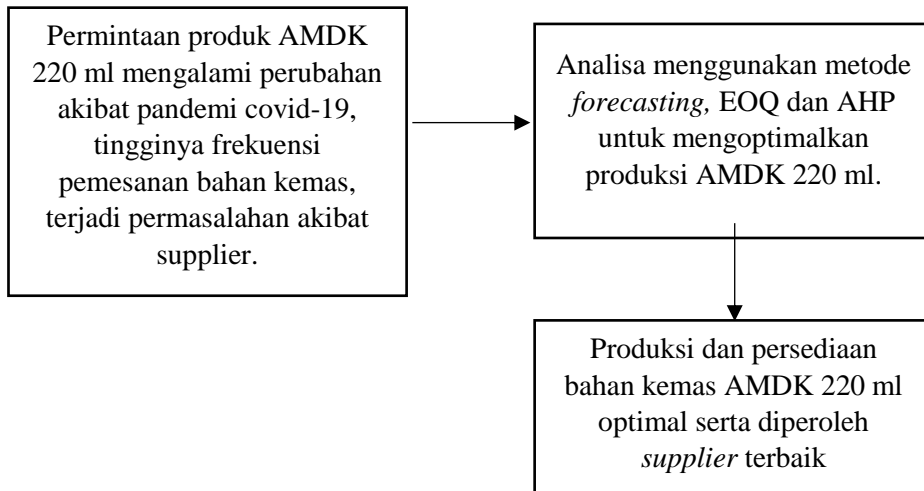 Permintaan produk AMDK
220 ml mengalami perubahan
akibat pandemi covid-19,
tingginya frekuensi
pemesanan bahan kemas,
terjadi permasalahan akibat
supplier.
Analisa menggunakan metode
forecasting, EOQ dan AHP
untuk mengoptimalkan
produksi AMDK 220 ml.
Produksi dan persediaan
bahan kemas AMDK 220 ml
optimal serta diperoleh
supplier terbaik